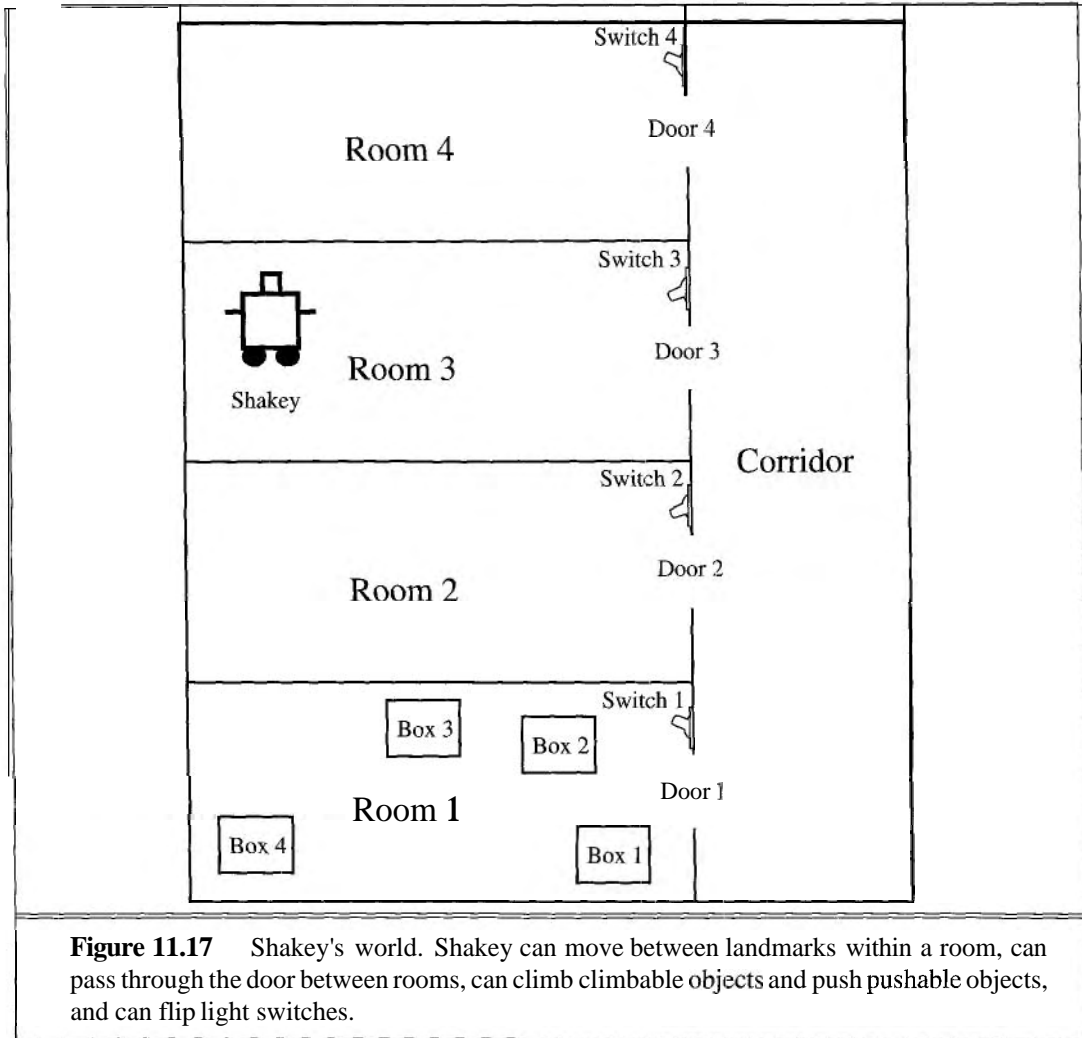 Switch 4
Door 4
Room 4
Switch 3
Door 3
Room 3
Shakey
Corridor
Switch 2
Door 2
Room 2
Switch 1
Box 3
Box 2
Door 1
Room 1
Box 4
Box 1
Figure 11.17 Shakey's world. Shakey can move between landmarks within a room, can
pass through the door between rooms, can climb climbable objects and push pushable objects,
and can flip light switches.